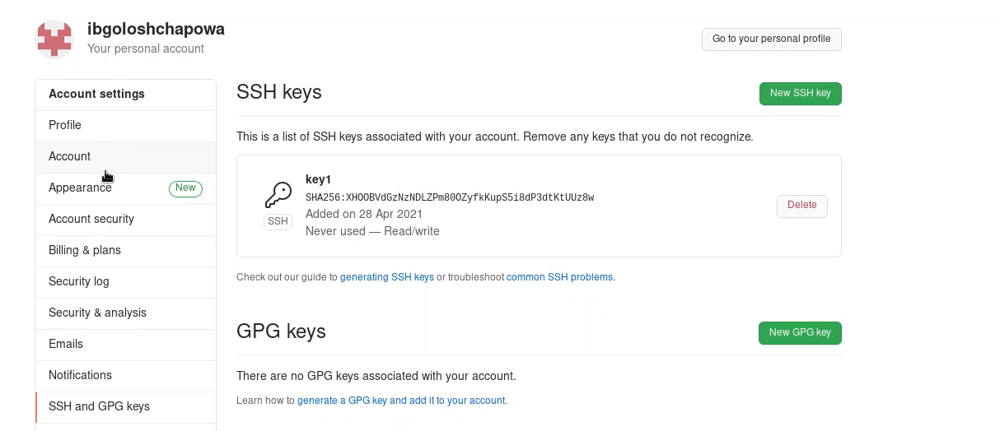 ibgoloshchapowa
Your personal account
Go to your personal profile
Account settings
Profile
Account
Appearance New
Account security
Billing & plans
Security log
Security & analysis
Emails
Notifications
SSH and GPG keys
SSH keys
New SSH key
This is a list of SSH keys associated with your account. Remove any keys that you do not recognize.
SSH
key1
SHA256:XHOOBVdGzNzNDLZPm80OZyfkKupS5i8dP3dtKtUUz8w
Added on 28 Apr 2021
Never used — Read/write
Delete
Check out our guide to generating SSH keys or troubleshoot common SSH problems.
GPG keys
New GPG key
There are no GPG keys associated with your account.
Learn how to generate a GPG key and add it to your account.